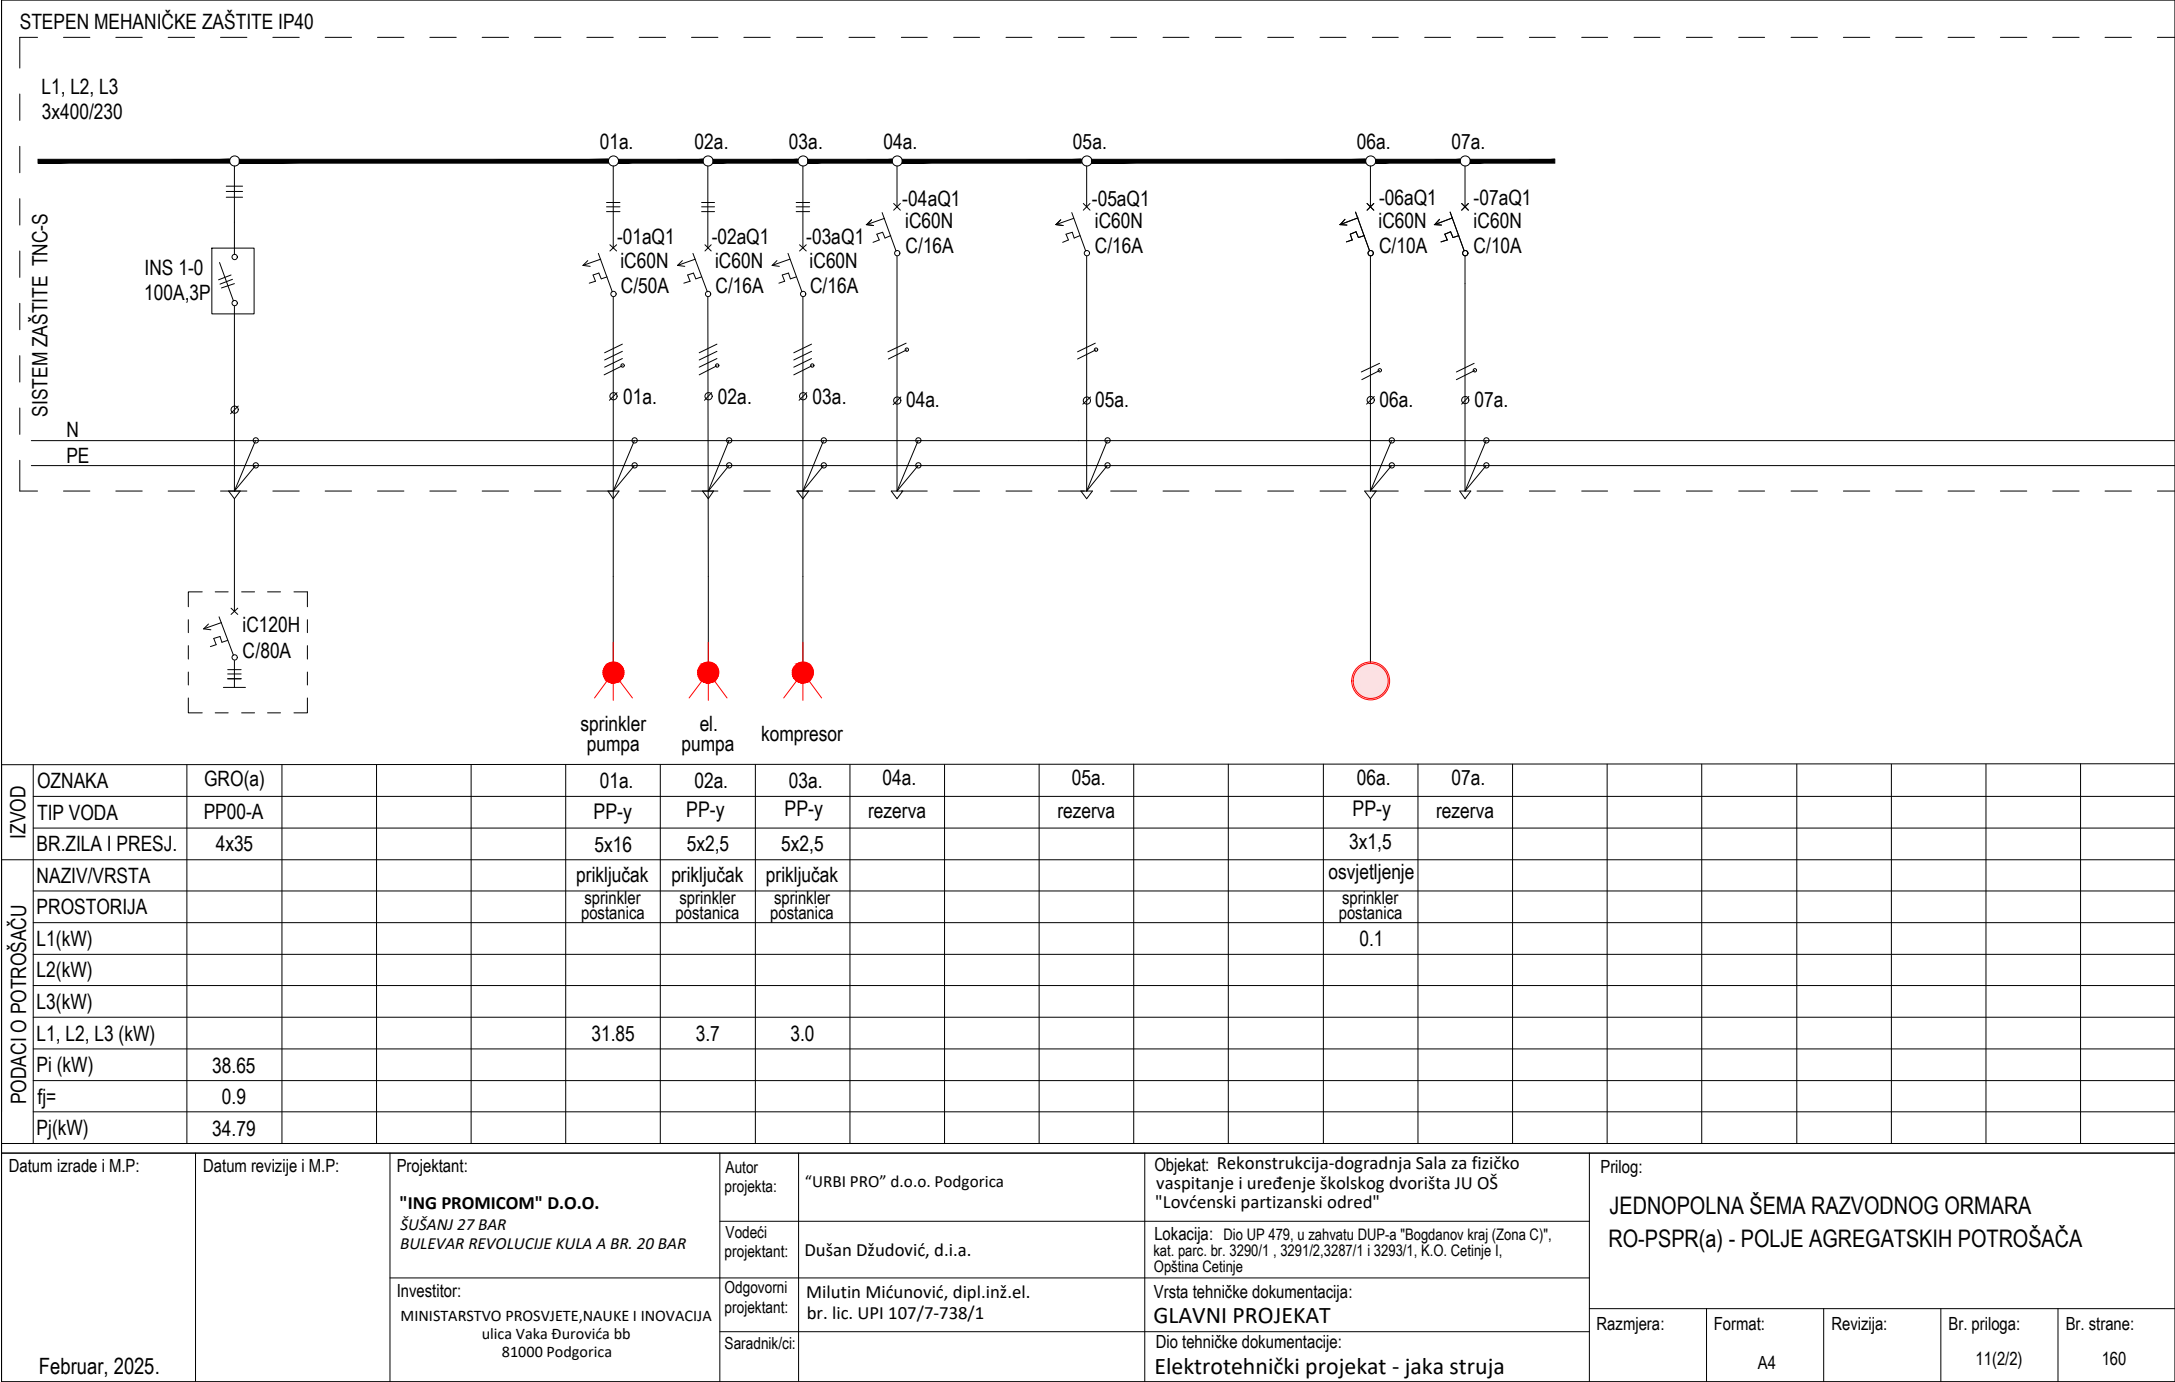 STEPEN MEHANIČKE ZAŠTITE IP40
L1, L2, L3
3x400/230
SISTEM ZAŠTITE TNC-S
01a. 02a. 03a. 04a. 05a. 06a. 07a.
INS 1-0
100A,3P
-01aQ1
iC60N
C/50A
-02aQ1
iC60N
C/16A
-03aQ1
iC60N
C/16A
-04aQ1
iC60N
C/16A
-05aQ1
iC60N
C/16A
-06aQ1
iC60N
C/10A
-07aQ1
iC60N
C/10A
01a. 02a. 03a. 04a. 05a. 06a. 07a.
N
PE
iC120H
C/80A
sprinkler
pumpa
el.
pumpa
kompresor
IZVOD
OZNAKA GRO(a) 01a. 02a. 03a. 04a. 05a. 06a. 07a.
TIP VODA PP00-A PP-y PP-y PP-y rezerva rezerva PP-y rezerva
BR.ZILA I PRESJ. 4x35 5x16 5x2,5 5x2,5 3x1,5
PODACI O POTROŠAČU
NAZIV/VRSTA priključak priključak priključak osvjetljenje
PROSTORIJA sprinkler postanica sprinkler postanica sprinkler postanica sprinkler postanica
L1(kW) 0.1
L2(kW)
L3(kW)
L1, L2, L3 (kW) 31.85 3.7 3.0
Pi (kW) 38.65
fj= 0.9
Pj(kW) 34.79
Datum izrade i M.P:
Februar, 2025.
Datum revizije i M.P:
Projektant:
"ING PROMICOM" D.O.O.
ŠUŠANJ 27 BAR
BULEVAR REVOLUCIJE KULA A BR. 20 BAR
Investitor:
MINISTARSTVO PROSVJETE,NAUKE I INOVACIJA
ulica Vaka Đurovića bb
81000 Podgorica
Autor
projekta:
“URBI PRO” d.o.o. Podgorica
Vodeći
projektant:
Dušan Džudović, d.i.a.
Odgovorni
projektant:
Milutin Mićunović, dipl.inž.el.
br. lic. UPI 107/7-738/1
Saradnik/ci:
Objekat: Rekonstrukcija-dogradnja Sala za fizičko
vaspitanje i uređenje školskog dvorišta JU OŠ
"Lovćenski partizanski odred"
Lokacija: Dio UP 479, u zahvatu DUP-a "Bogdanov kraj (Zona C)",
kat. parc. br. 3290/1 , 3291/2,3287/1 i 3293/1, K.O. Cetinje I,
Opština Cetinje
Vrsta tehničke dokumentacija:
GLAVNI PROJEKAT
Dio tehničke dokumentacije:
Elektrotehnički projekat - jaka struja
Prilog:
JEDNOPOLNA ŠEMA RAZVODNOG ORMARA
RO-PSPR(a) - POLJE AGREGATSKIH POTROŠAČA
Razmjera:
Format:
A4
Revizija:
Br. priloga:
11(2/2)
Br. strane:
160